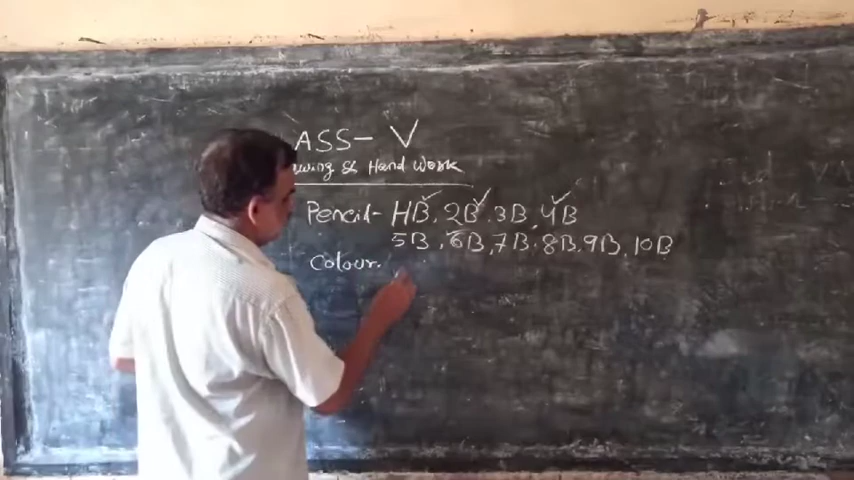 ASS- V
wing & Hand Work
Pencil- HB, 2B, 3B, 4B
5B, 6B, 7B, 8B, 9B, 10B
Colour.